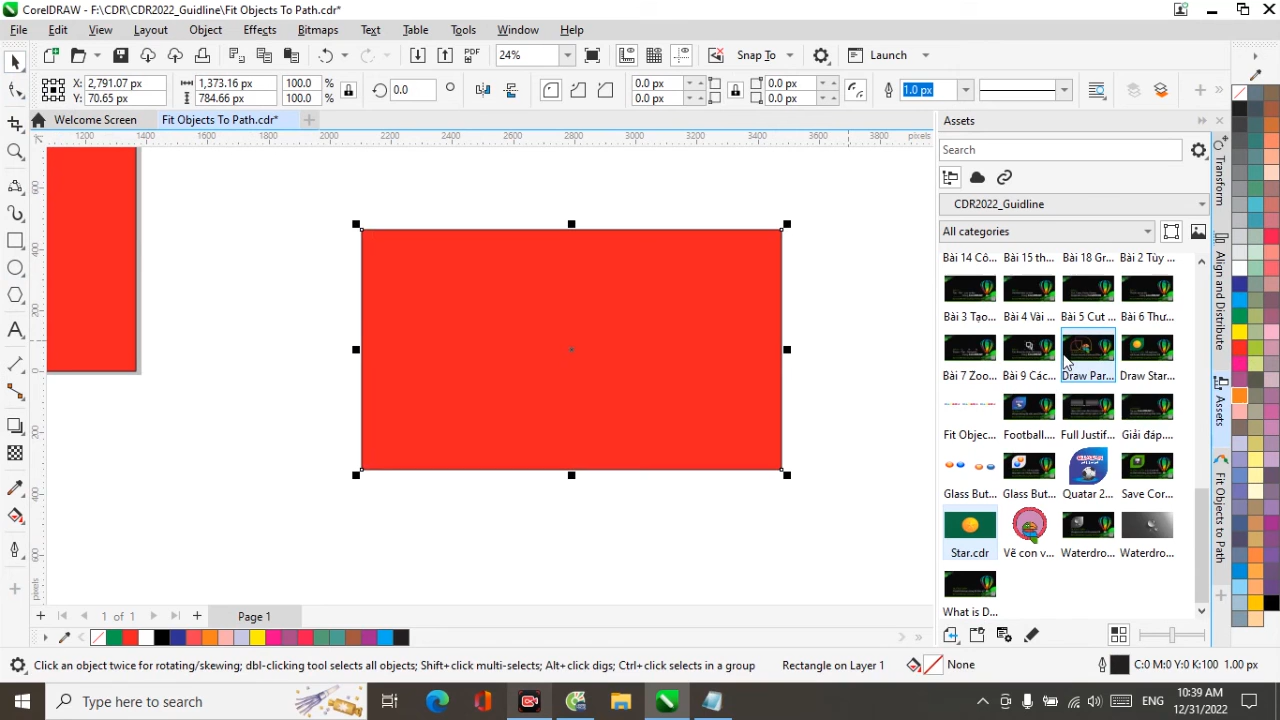 CorelDRAW - F:\CDR\CDR2022_Guidline\Fit Objects To Path.cdr*
File Edit View Layout Object Effects Bitmaps Text Table Tools Window Help
PDF 24% Snap To Launch
X: 2,791.07 px 1,373.16 px 100.0 % 0.0 0.0 px 0.0 px 1.0 px
Y: 70.65 px 784.66 px 100.0 % 0.0 px 0.0 px
Welcome Screen Fit Objects To Path.cdr*
1200 1400 1600 1800 2000 2200 2400 2600 2800 3000 3200 3400 3600 3800 pixels
Assets
Search
CDR2022_Guidline
All categories
Bài 14 Cô... Bài 15 th... Bài 18 Gr... Bài 2 Tùy ...
Bài 3 Tạo... Bài 4 Vài ... Bài 5 Cut ... Bài 6 Thư...
Bài 7 Zoo... Bài 9 Các... Draw Par... Draw Star...
Fit Objec... Football.... Full Justif... Giải đáp....
Glass But... Glass But... Quatar 2... Save Cor...
Star.cdr Vẽ con v... Waterdro... Waterdro...
What is D...
Transform
Align and Distribute
Assets
Fit Objects to Path
1 of 1 Page 1
Click an object twice for rotating/skewing; dbl-clicking tool selects all objects; Shift+click multi-selects; Alt+click digs; Ctrl+click selects in a group Rectangle on Layer 1 None C:0 M:0 Y:0 K:100 1.00 px
Type here to search
ENG
10:39 AM
12/31/2022